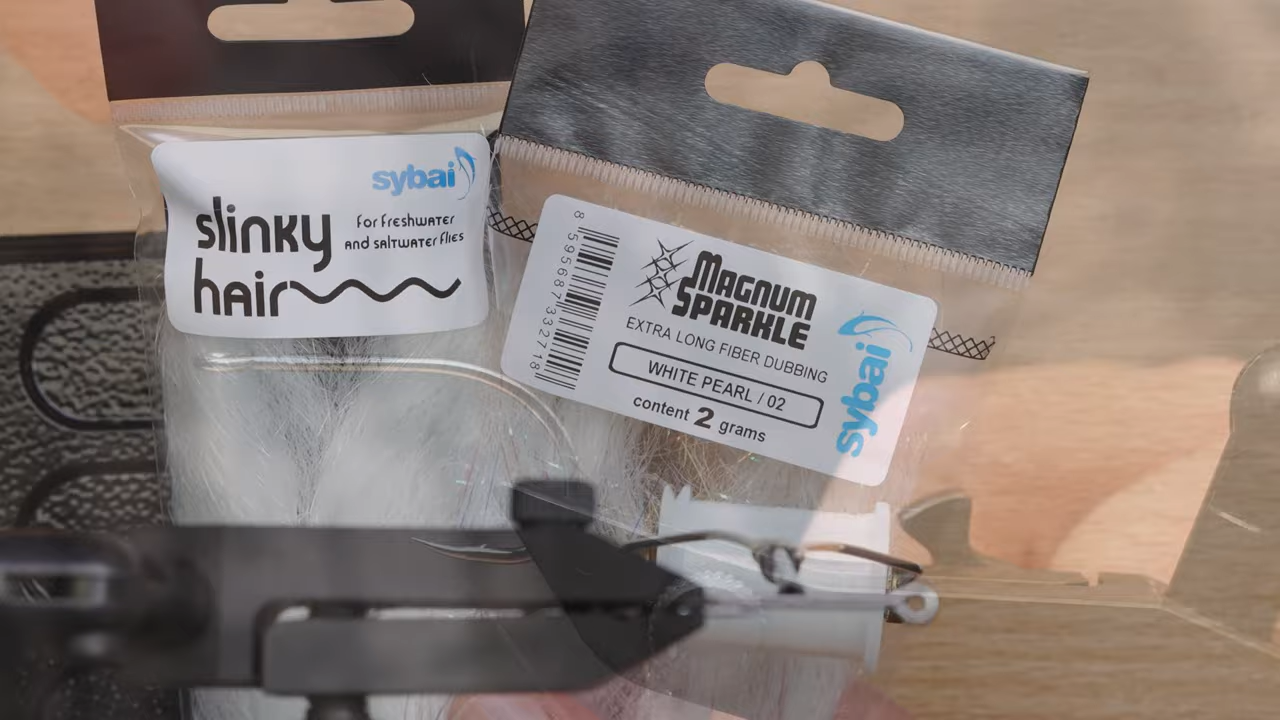 sybai
slinky
hair
for freshwater
and saltwater flies
8 595687 332718
Magnum
Sparkle
EXTRA LONG FIBER DUBBING
WHITE PEARL / 02
content 2 grams
sybai